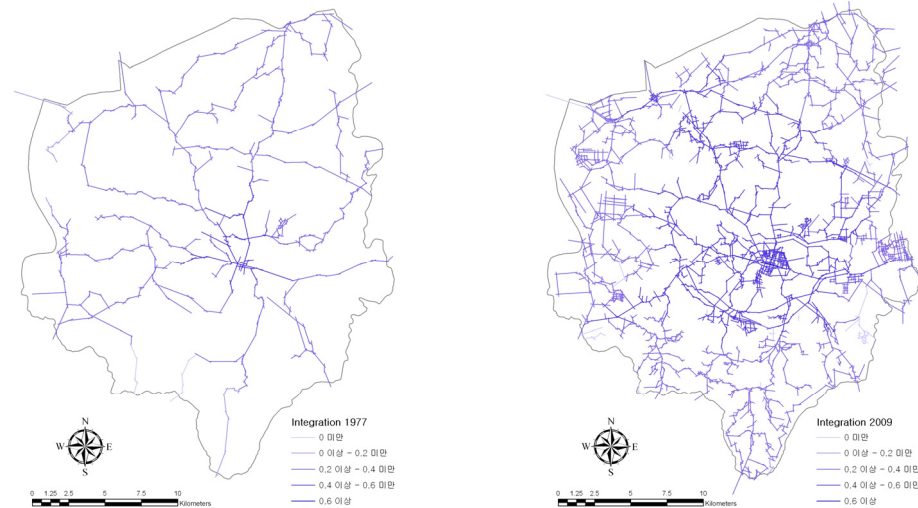 N
W E
S
0 1.25 2.5 5 7.5 10
Kilometers
Integration 1977
0 미만
0 이상 - 0.2 미만
0.2 이상 - 0.4 미만
0.4 이상 - 0.6 미만
0.6 이상
N
W E
S
0 1.25 2.5 5 7.5 10
Kilometers
Integration 2009
0 미만
0 이상 - 0.2 미만
0.2 이상 - 0.4 미만
0.4 이상 - 0.6 미만
0.6 이상